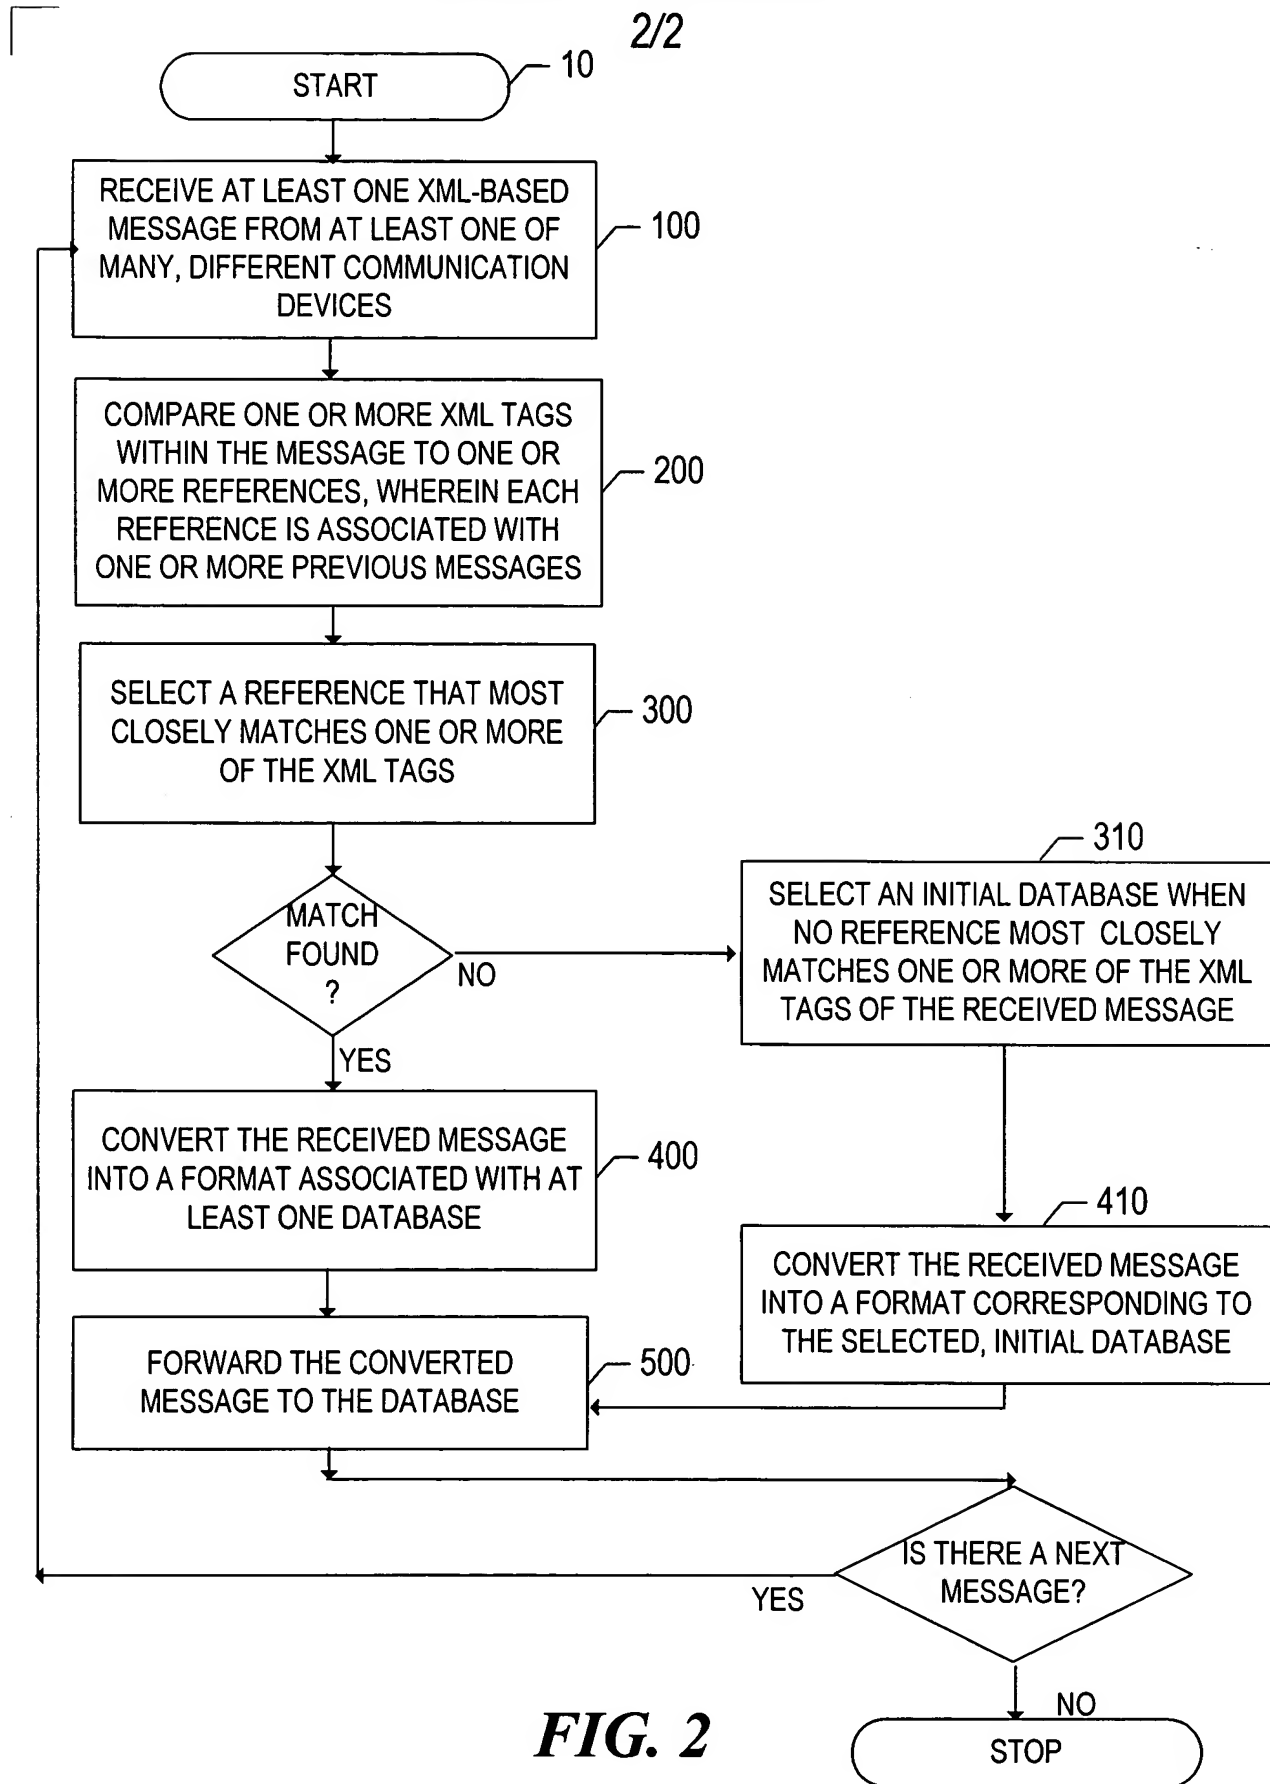 2/2
START
10
RECEIVE AT LEAST ONE XML-BASED
MESSAGE FROM AT LEAST ONE OF
MANY, DIFFERENT COMMUNICATION
DEVICES
100
COMPARE ONE OR MORE XML TAGS
WITHIN THE MESSAGE TO ONE OR
MORE REFERENCES, WHEREIN EACH
REFERENCE IS ASSOCIATED WITH
ONE OR MORE PREVIOUS MESSAGES
200
SELECT A REFERENCE THAT MOST
CLOSELY MATCHES ONE OR MORE
OF THE XML TAGS
300
MATCH
FOUND
?
NO
YES
310
SELECT AN INITIAL DATABASE WHEN
NO REFERENCE MOST CLOSELY
MATCHES ONE OR MORE OF THE XML
TAGS OF THE RECEIVED MESSAGE
CONVERT THE RECEIVED MESSAGE
INTO A FORMAT ASSOCIATED WITH AT
LEAST ONE DATABASE
400
410
CONVERT THE RECEIVED MESSAGE
INTO A FORMAT CORRESPONDING TO
THE SELECTED, INITIAL DATABASE
FORWARD THE CONVERTED
MESSAGE TO THE DATABASE
500
IS THERE A NEXT
MESSAGE?
YES
NO
STOP
FIG. 2